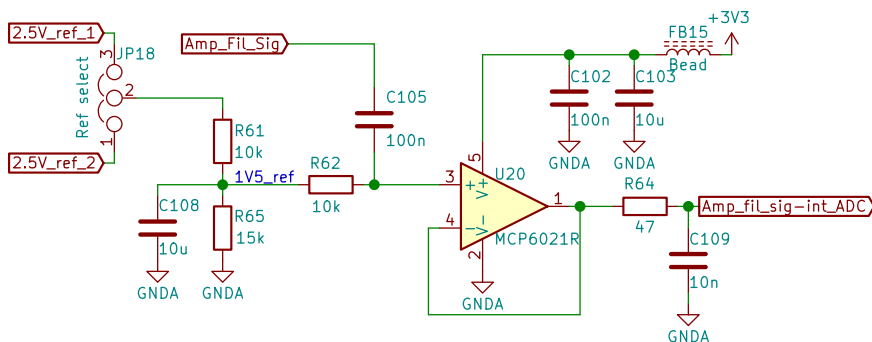 2.5V_ref_1
3
JP18
Ref select
2
1
2.5V_ref_2
Amp_Fil_Sig
C105
100n
R61
10k
1V5_ref
R62
10k
C108
10u
GNDA
R65
15k
GNDA
+3V3
FB15
Bead
C102
100n
GNDA
C103
10u
GNDA
U20
5
V+
3
+
4
-
V-
2
1
MCP6021R
GNDA
R64
47
Amp_fil_sig-int_ADC
C109
10n
GNDA